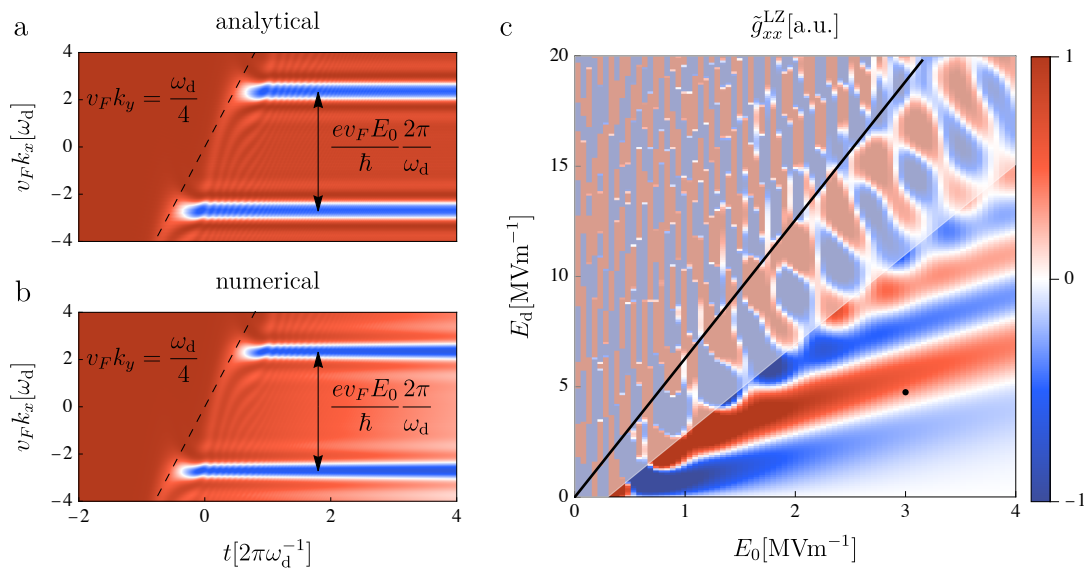 a
analytical
4
2
0
−2
−4
v_F k_x[ω_d]
v_F k_y = ω_d/4
ev_F E_0/ħ 2π/ω_d
b
numerical
4
2
0
−2
−4
v_F k_x[ω_d]
v_F k_y = ω_d/4
ev_F E_0/ħ 2π/ω_d
−2
0
2
4
t[2πω_d^{−1}]
c
g̃_{xx}^{LZ}[a.u.]
20
15
10
5
0
E_d[MVm^{−1}]
0
1
2
3
4
E_0[MVm^{−1}]
1
0
−1